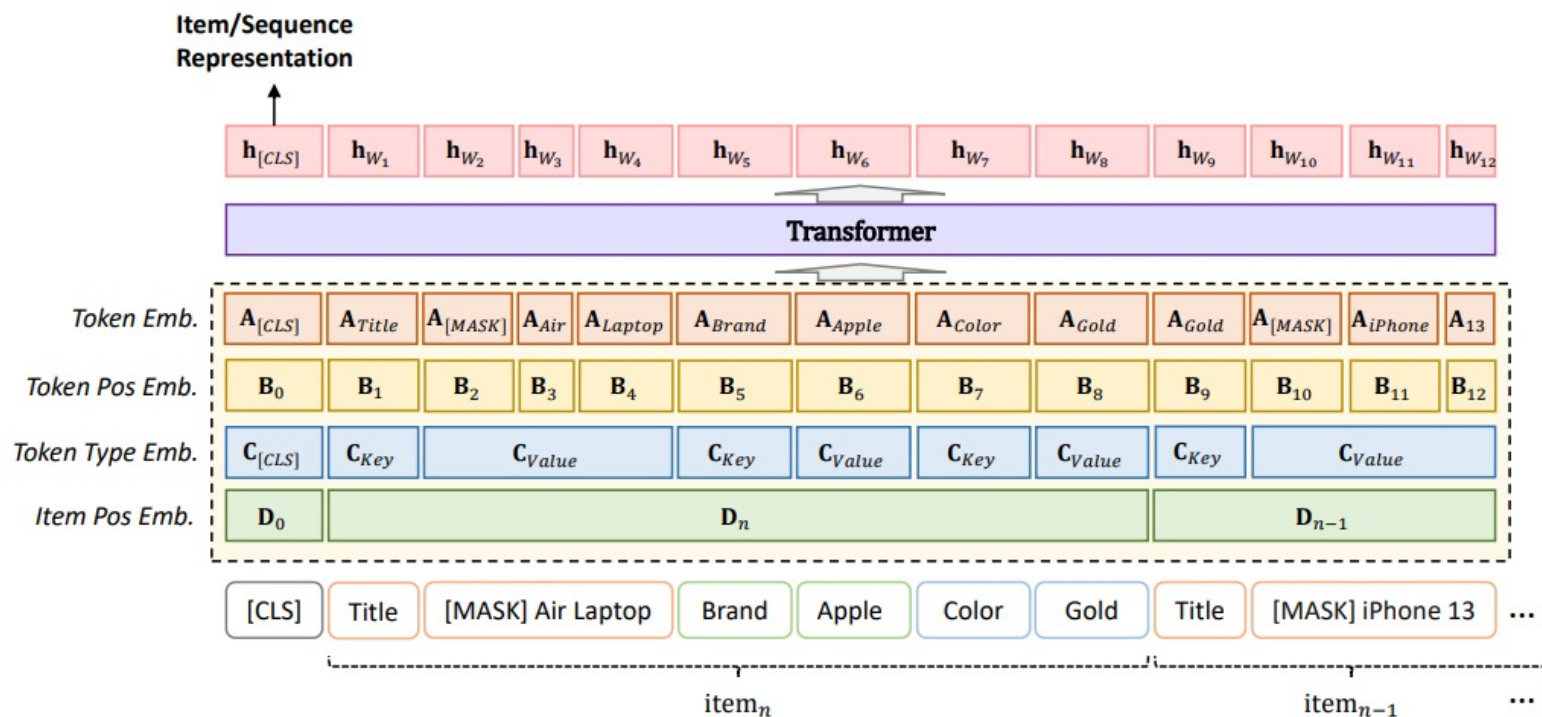 Item/Sequence
Representation
h[CLS] hW1 hW2 hW3 hW4 hW5 hW6 hW7 hW8 hW9 hW10 hW11 hW12
Transformer
Token Emb. A[CLS] ATitle A[MASK] AAir ALaptop ABrand AApple AColor AGold AGold A[MASK] AiPhone A13
Token Pos Emb. B0 B1 B2 B3 B4 B5 B6 B7 B8 B9 B10 B11 B12
Token Type Emb. C[CLS] CKey CValue CKey CValue CKey CValue CKey CValue
Item Pos Emb. D0 Dn Dn−1
[CLS] Title [MASK] Air Laptop Brand Apple Color Gold Title [MASK] iPhone 13 ...
itemn itemn−1 ...